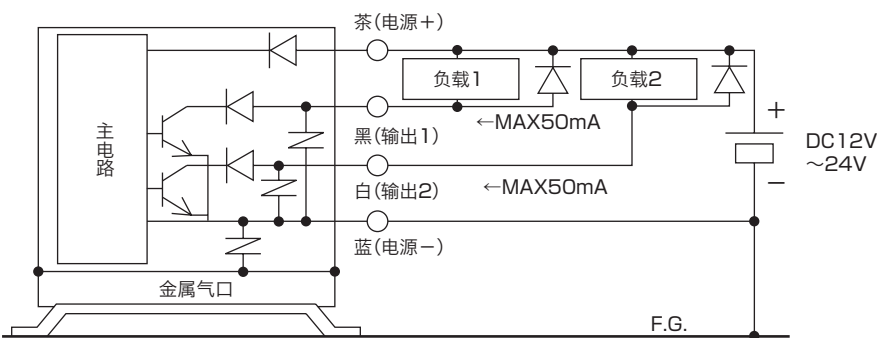 茶(电源＋)
负载1
负载2
主电路
←MAX50mA
黑(输出1)
+
DC12V
～24V
白(输出2)
←MAX50mA
−
蓝(电源－)
金属气口
F.G.